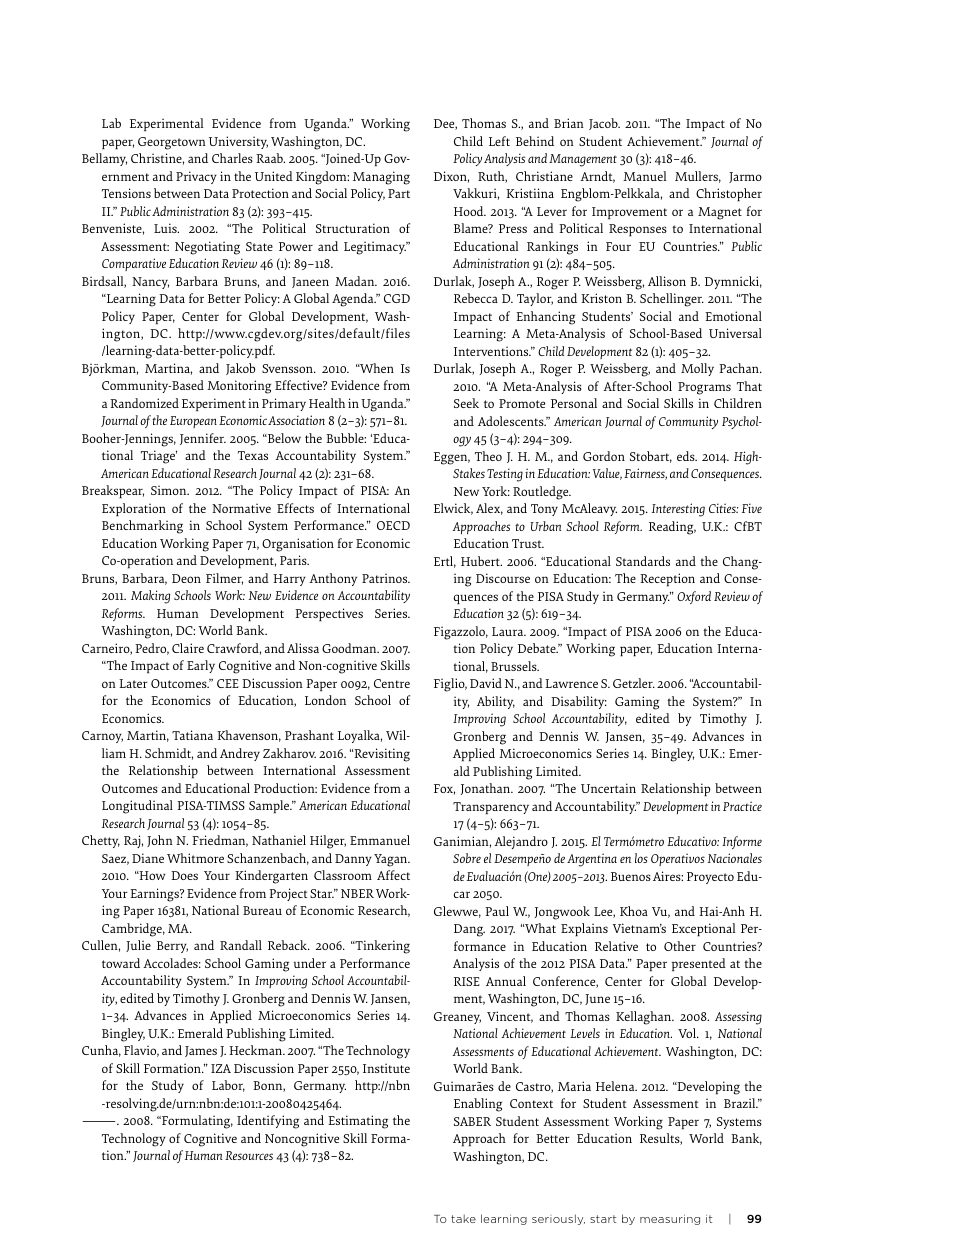 Lab Experimental Evidence from Uganda.” Working
paper, Georgetown University, Washington, DC.
Bellamy, Christine, and Charles Raab. 2005. “Joined-Up Gov-
ernment and Privacy in the United Kingdom: Managing
Tensions between Data Protection and Social Policy, Part
II.” Public Administration 83 (2): 393–415.
Benveniste, Luis. 2002. “The Political Structuration of
Assessment: Negotiating State Power and Legitimacy.”
Comparative Education Review 46 (1): 89–118.
Birdsall, Nancy, Barbara Bruns, and Janeen Madan. 2016.
“Learning Data for Better Policy: A Global Agenda.” CGD
Policy Paper, Center for Global Development, Wash-
ington, DC. http://www.cgdev.org/sites/default/files
/learning-data-better-policy.pdf.
Björkman, Martina, and Jakob Svensson. 2010. “When Is
Community-Based Monitoring Effective? Evidence from
a Randomized Experiment in Primary Health in Uganda.”
Journal of the European Economic Association 8 (2–3): 571–81.
Booher-Jennings, Jennifer. 2005. “Below the Bubble: ‘Educa-
tional Triage’ and the Texas Accountability System.”
American Educational Research Journal 42 (2): 231–68.
Breakspear, Simon. 2012. “The Policy Impact of PISA: An
Exploration of the Normative Effects of International
Benchmarking in School System Performance.” OECD
Education Working Paper 71, Organisation for Economic
Co-operation and Development, Paris.
Bruns, Barbara, Deon Filmer, and Harry Anthony Patrinos.
2011. Making Schools Work: New Evidence on Accountability
Reforms. Human Development Perspectives Series.
Washington, DC: World Bank.
Carneiro, Pedro, Claire Crawford, and Alissa Goodman. 2007.
“The Impact of Early Cognitive and Non-cognitive Skills
on Later Outcomes.” CEE Discussion Paper 0092, Centre
for the Economics of Education, London School of
Economics.
Carnoy, Martin, Tatiana Khavenson, Prashant Loyalka, Wil-
liam H. Schmidt, and Andrey Zakharov. 2016. “Revisiting
the Relationship between International Assessment
Outcomes and Educational Production: Evidence from a
Longitudinal PISA-TIMSS Sample.” American Educational
Research Journal 53 (4): 1054–85.
Chetty, Raj, John N. Friedman, Nathaniel Hilger, Emmanuel
Saez, Diane Whitmore Schanzenbach, and Danny Yagan.
2010. “How Does Your Kindergarten Classroom Affect
Your Earnings? Evidence from Project Star.” NBER Work-
ing Paper 16381, National Bureau of Economic Research,
Cambridge, MA.
Cullen, Julie Berry, and Randall Reback. 2006. “Tinkering
toward Accolades: School Gaming under a Performance
Accountability System.” In Improving School Accountabil-
ity, edited by Timothy J. Gronberg and Dennis W. Jansen,
1–34. Advances in Applied Microeconomics Series 14.
Bingley, U.K.: Emerald Publishing Limited.
Cunha, Flavio, and James J. Heckman. 2007. “The Technology
of Skill Formation.” IZA Discussion Paper 2550, Institute
for the Study of Labor, Bonn, Germany. http://nbn
-resolving.de/urn:nbn:de:101:1-20080425464.
———. 2008. “Formulating, Identifying and Estimating the
Technology of Cognitive and Noncognitive Skill Forma-
tion.” Journal of Human Resources 43 (4): 738–82.
Dee, Thomas S., and Brian Jacob. 2011. “The Impact of No
Child Left Behind on Student Achievement.” Journal of
Policy Analysis and Management 30 (3): 418–46.
Dixon, Ruth, Christiane Arndt, Manuel Mullers, Jarmo
Vakkuri, Kristiina Engblom-Pelkkala, and Christopher
Hood. 2013. “A Lever for Improvement or a Magnet for
Blame? Press and Political Responses to International
Educational Rankings in Four EU Countries.” Public
Administration 91 (2): 484–505.
Durlak, Joseph A., Roger P. Weissberg, Allison B. Dymnicki,
Rebecca D. Taylor, and Kriston B. Schellinger. 2011. “The
Impact of Enhancing Students’ Social and Emotional
Learning: A Meta-Analysis of School-Based Universal
Interventions.” Child Development 82 (1): 405–32.
Durlak, Joseph A., Roger P. Weissberg, and Molly Pachan.
2010. “A Meta-Analysis of After-School Programs That
Seek to Promote Personal and Social Skills in Children
and Adolescents.” American Journal of Community Psychol-
ogy 45 (3–4): 294–309.
Eggen, Theo J. H. M., and Gordon Stobart, eds. 2014. High-
Stakes Testing in Education: Value, Fairness, and Consequences.
New York: Routledge.
Elwick, Alex, and Tony McAleavy. 2015. Interesting Cities: Five
Approaches to Urban School Reform. Reading, U.K.: CfBT
Education Trust.
Ertl, Hubert. 2006. “Educational Standards and the Chang-
ing Discourse on Education: The Reception and Conse-
quences of the PISA Study in Germany.” Oxford Review of
Education 32 (5): 619–34.
Figazzolo, Laura. 2009. “Impact of PISA 2006 on the Educa-
tion Policy Debate.” Working paper, Education Interna-
tional, Brussels.
Figlio, David N., and Lawrence S. Getzler. 2006. “Accountabil-
ity, Ability, and Disability: Gaming the System?” In
Improving School Accountability, edited by Timothy J.
Gronberg and Dennis W. Jansen, 35–49. Advances in
Applied Microeconomics Series 14. Bingley, U.K.: Emer-
ald Publishing Limited.
Fox, Jonathan. 2007. “The Uncertain Relationship between
Transparency and Accountability.” Development in Practice
17 (4–5): 663–71.
Ganimian, Alejandro J. 2015. El Termómetro Educativo: Informe
Sobre el Desempeño de Argentina en los Operativos Nacionales
de Evaluación (One) 2005–2013. Buenos Aires: Proyecto Edu-
car 2050.
Glewwe, Paul W., Jongwook Lee, Khoa Vu, and Hai-Anh H.
Dang. 2017. “What Explains Vietnam’s Exceptional Per-
formance in Education Relative to Other Countries?
Analysis of the 2012 PISA Data.” Paper presented at the
RISE Annual Conference, Center for Global Develop-
ment, Washington, DC, June 15–16.
Greaney, Vincent, and Thomas Kellaghan. 2008. Assessing
National Achievement Levels in Education. Vol. 1, National
Assessments of Educational Achievement. Washington, DC:
World Bank.
Guimarães de Castro, Maria Helena. 2012. “Developing the
Enabling Context for Student Assessment in Brazil.”
SABER Student Assessment Working Paper 7, Systems
Approach for Better Education Results, World Bank,
Washington, DC.
To take learning seriously, start by measuring it | 99